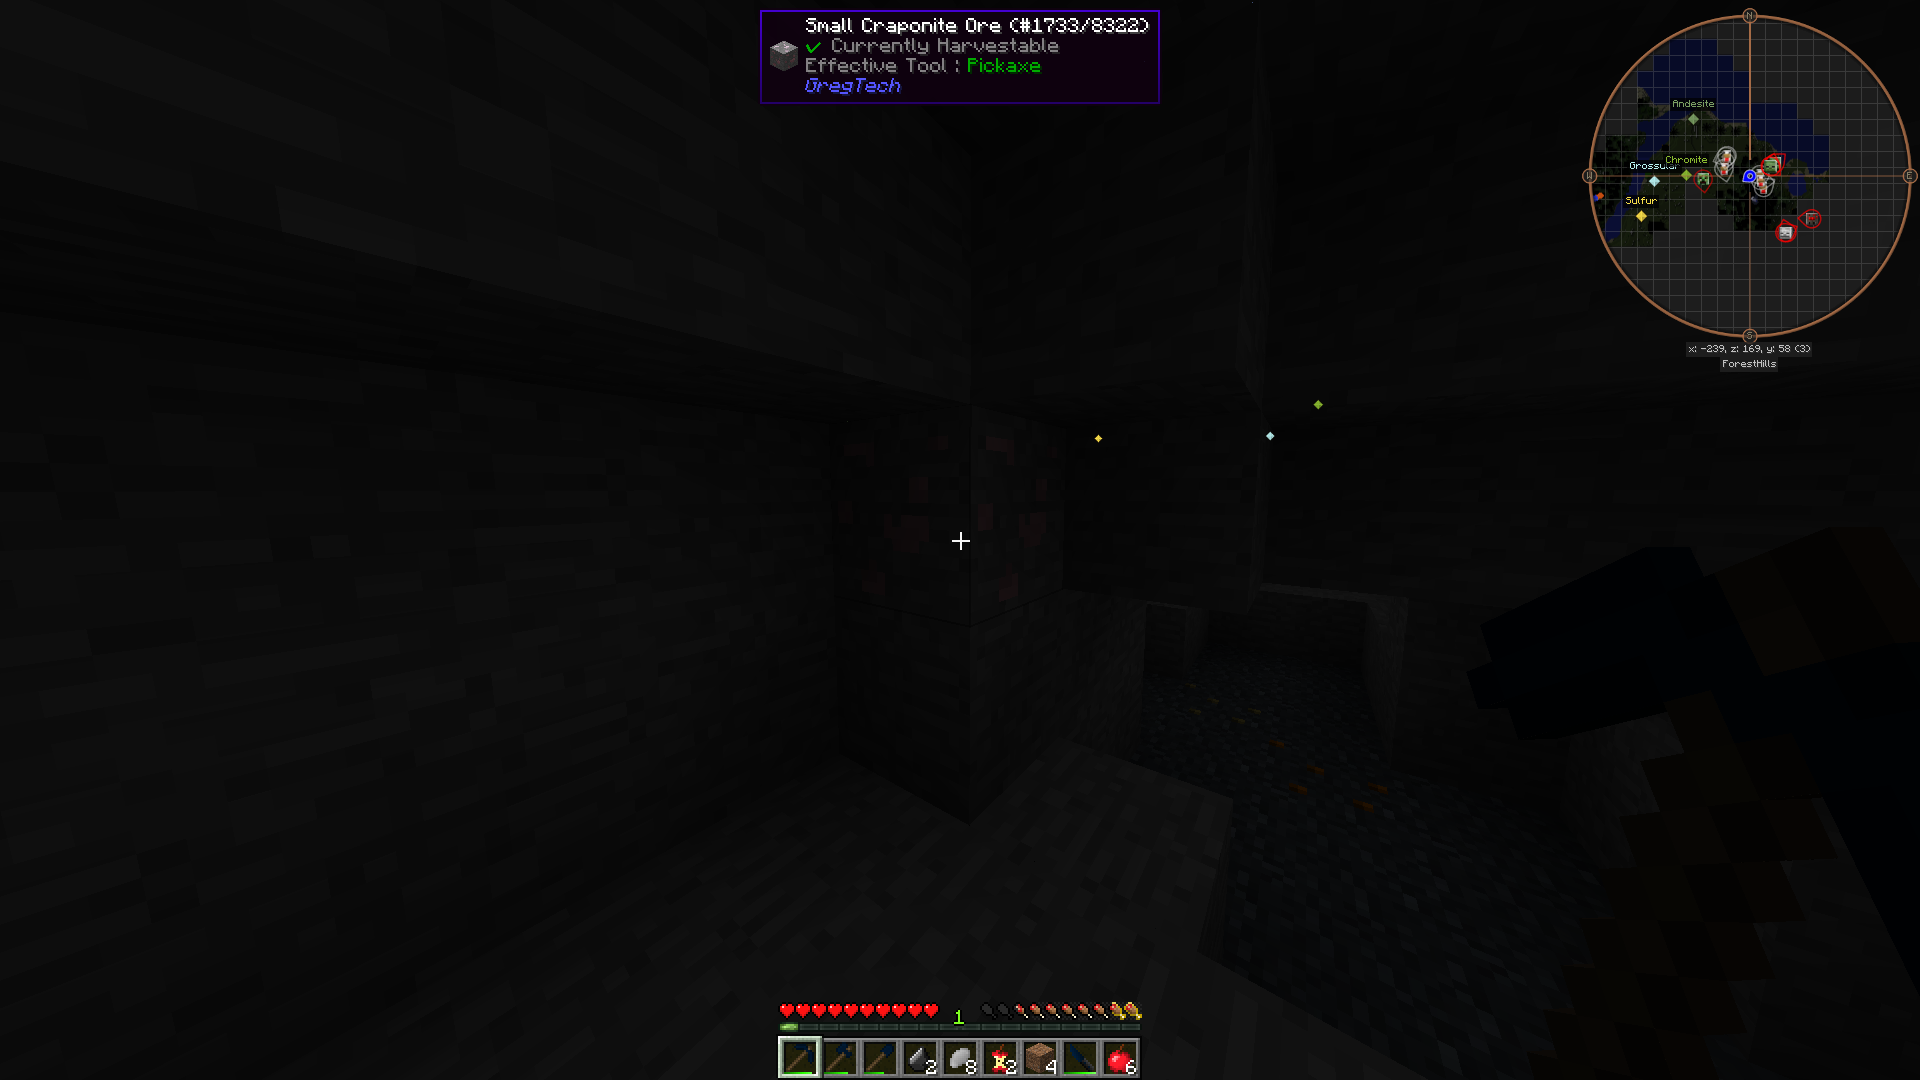 Small Craponite Ore (#1733/8322)
✓ Currently Harvestable
Effective Tool : Pickaxe
GregTech
N
Andesite
Chromite
Grossular
W
E
Sulfur
S
x: -239, z: 169, y: 58 (3)
ForestHills
1
2
8
2
4
6